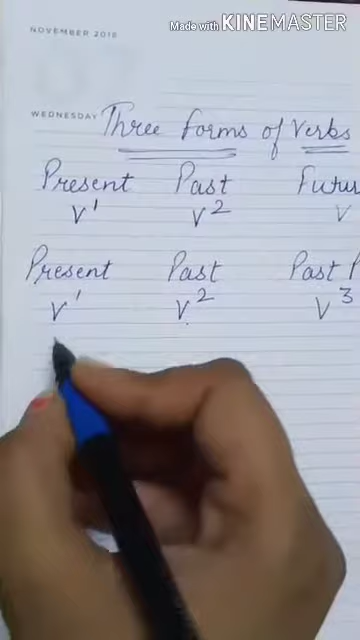 NOVEMBER 2018
Made with KINEMASTER
WEDNESDAY
Three forms of Verbs
Present Past Futur
V1 V2 V
Present Past Past P
V1 V2 V3